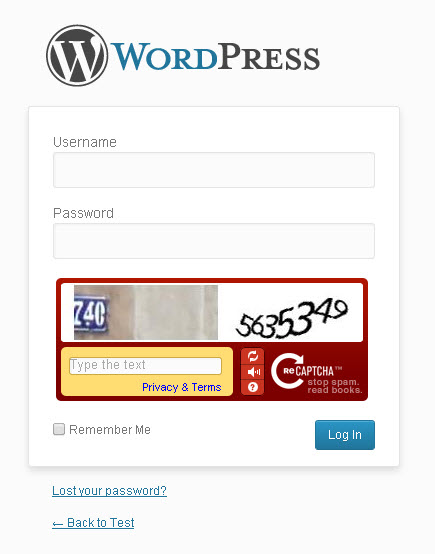 WORDPRESS
Username
Password
740 5635349
Type the text
Privacy & Terms
reCAPTCHA™
stop spam.
read books.
Remember Me
Log In
Lost your password?
← Back to Test